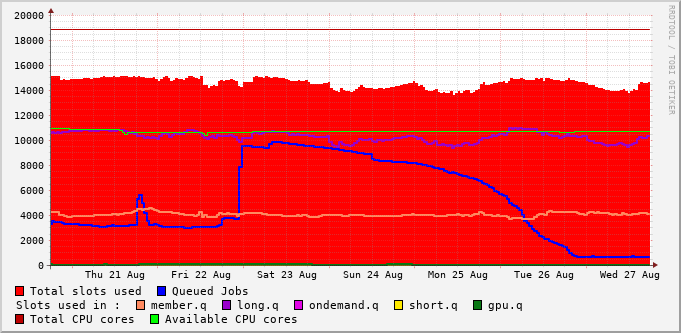 RRDTOOL / TOBI OETIKER
20000
18000
16000
14000
12000
10000
8000
6000
4000
2000
0
Thu 21 Aug Fri 22 Aug Sat 23 Aug Sun 24 Aug Mon 25 Aug Tue 26 Aug Wed 27 Aug
Total slots used Queued Jobs
Slots used in : member.q long.q ondemand.q short.q gpu.q
Total CPU cores Available CPU cores